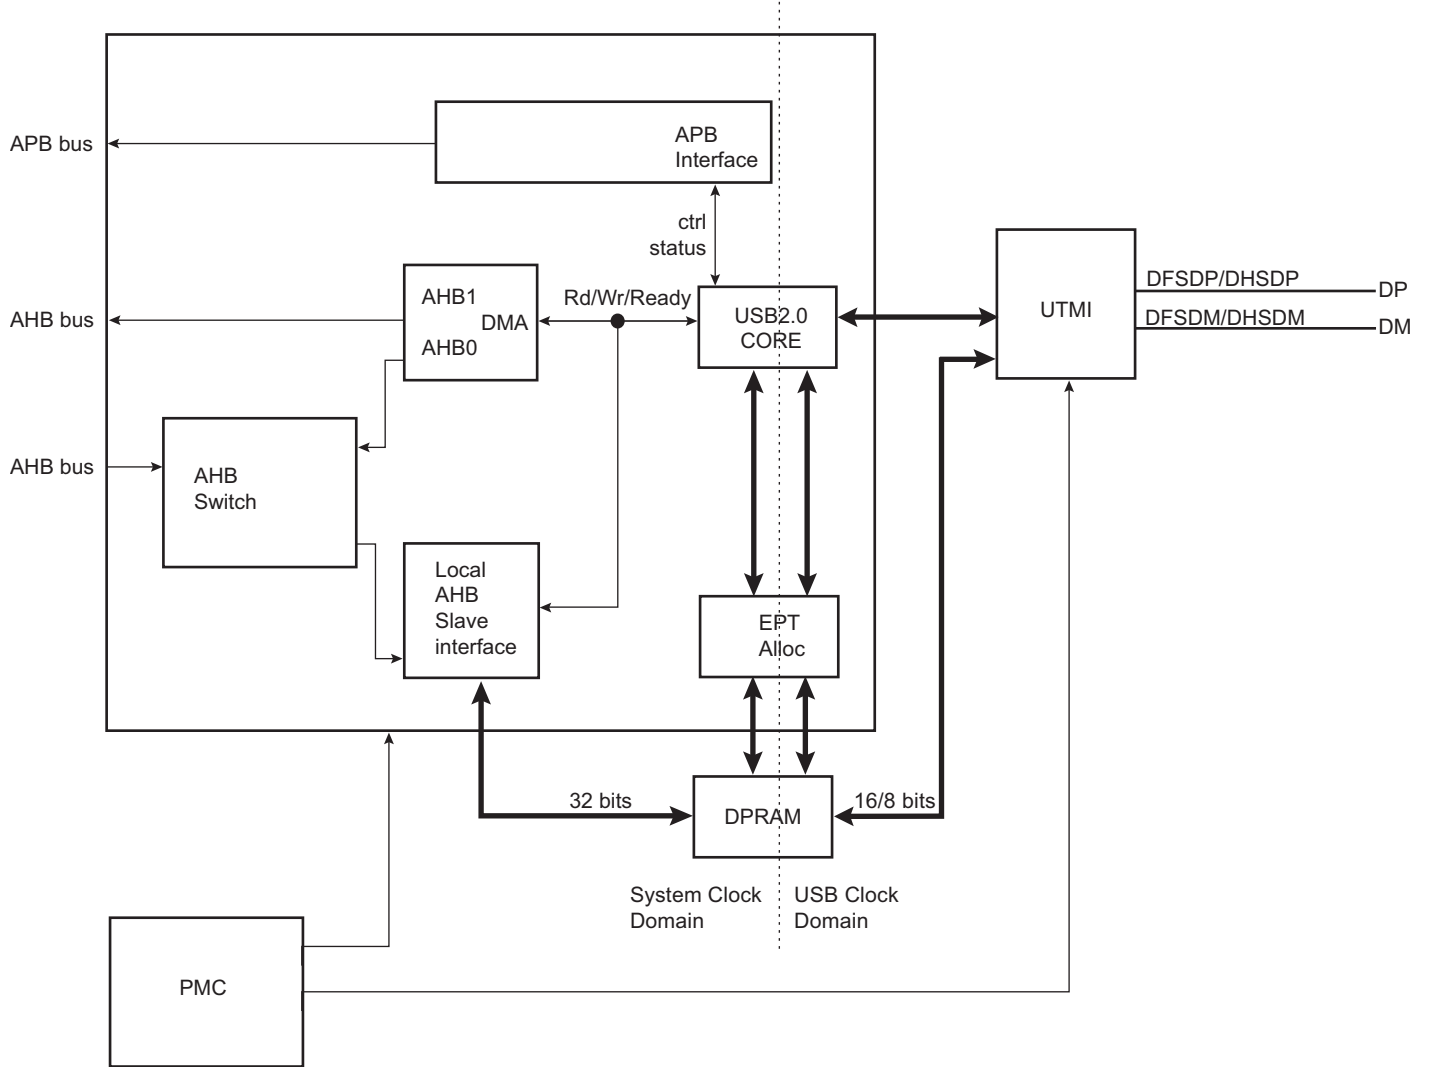 APB bus
APB
Interface
ctrl
status
AHB bus
AHB1
DMA
AHB0
Rd/Wr/Ready
USB2.0
CORE
UTMI
DFSDP/DHSDP
DP
DFSDM/DHSDM
DM
AHB bus
AHB
Switch
Local
AHB
Slave
interface
EPT
Alloc
32 bits
DPRAM
16/8 bits
System Clock
Domain
USB Clock
Domain
PMC